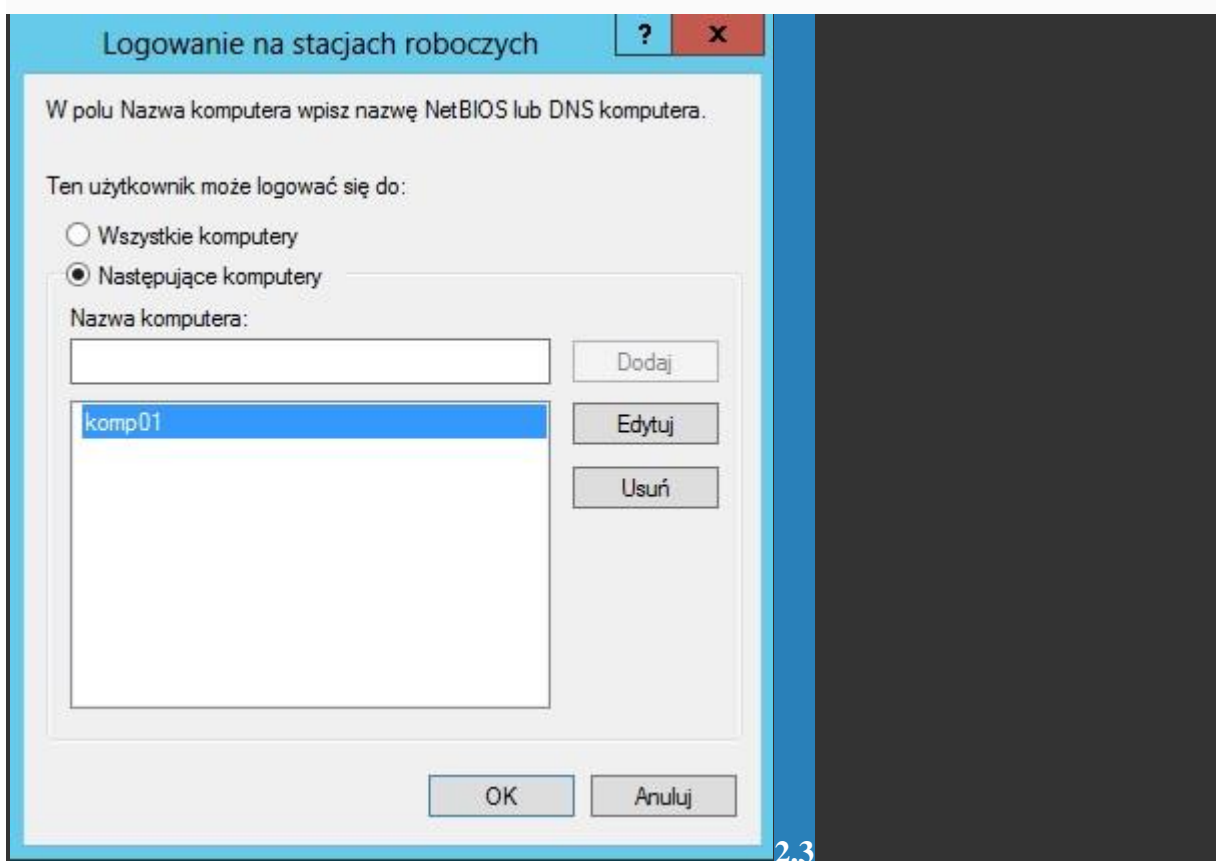 Logowanie na stacjach roboczych
? x
W polu Nazwa komputera wpisz nazwę NetBIOS lub DNS komputera.
Ten użytkownik może logować się do:
Wszystkie komputery
Następujące komputery
Nazwa komputera:
Dodaj
komp01
Edytuj
Usuń
OK Anuluj
2.3